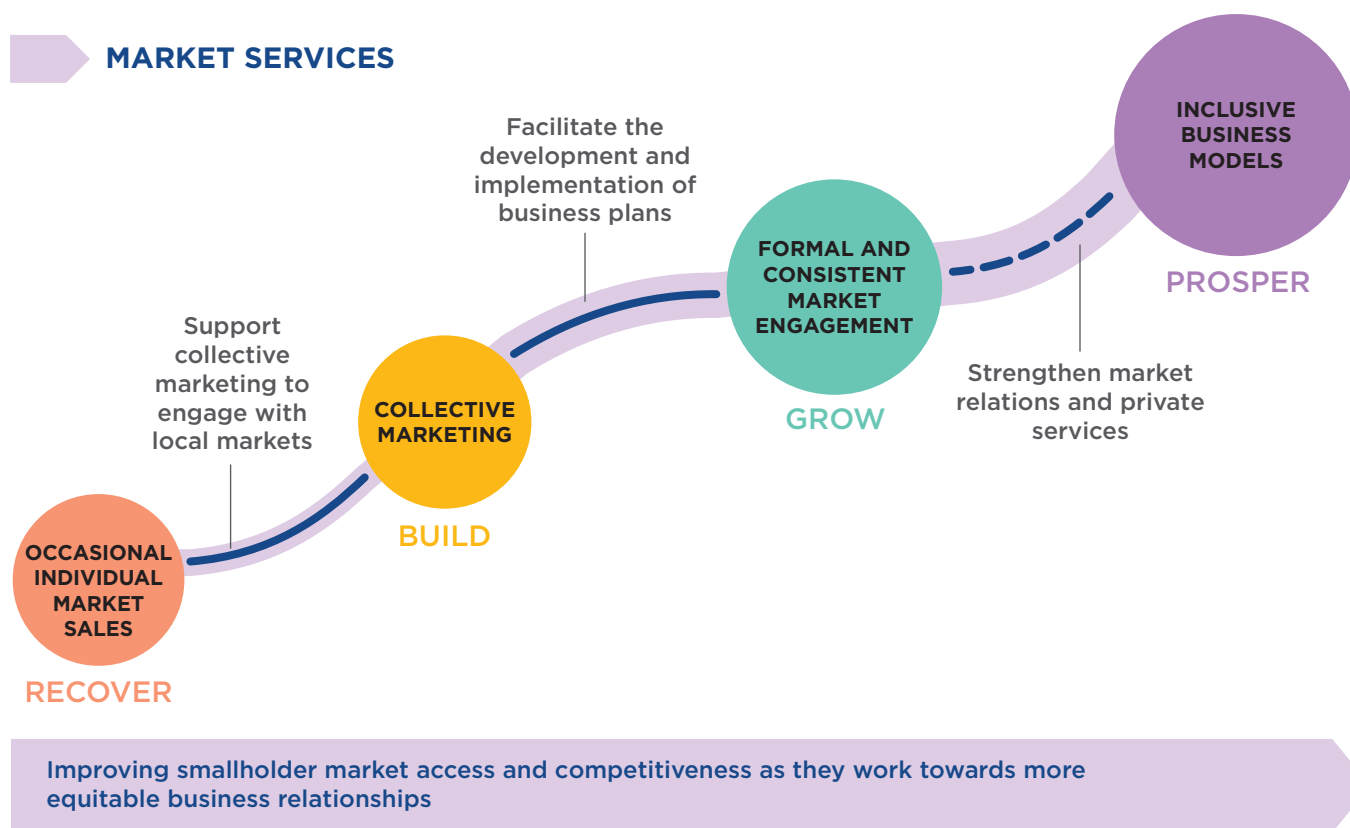 MARKET SERVICES
Support
collective
marketing to
engage with
local markets
Facilitate the
development and
implementation of
business plans
Strengthen market
relations and private
services
OCCASIONAL
INDIVIDUAL
MARKET
SALES
RECOVER
COLLECTIVE
MARKETING
BUILD
FORMAL AND
CONSISTENT
MARKET
ENGAGEMENT
GROW
INCLUSIVE
BUSINESS
MODELS
PROSPER
Improving smallholder market access and competitiveness as they work towards more
equitable business relationships